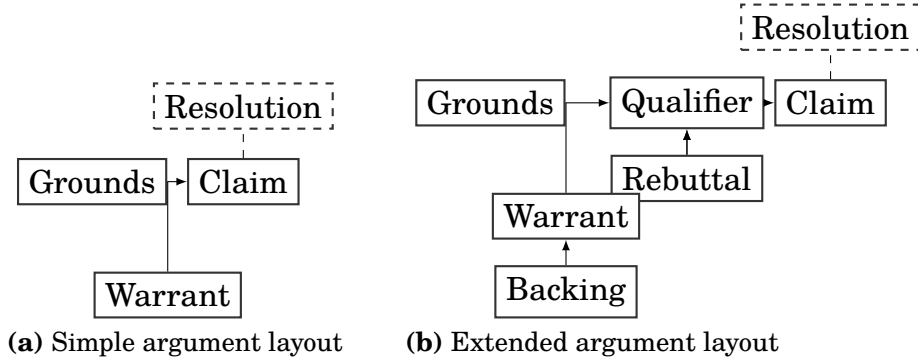 Resolution
Grounds
Claim
Warrant
(a) Simple argument layout
Resolution
Grounds
Qualifier
Claim
Rebuttal
Warrant
Backing
(b) Extended argument layout